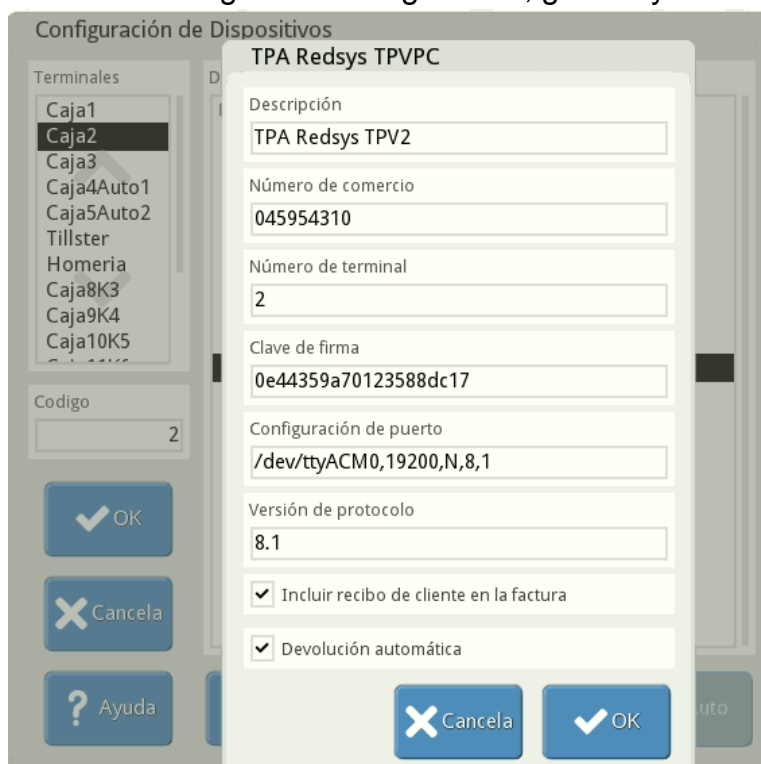 Configuración de Dispositivos
TPA Redsys TPVPC
Terminales
Caja1
Caja2
Caja3
Caja4Auto1
Caja5Auto2
Tillster
Homeria
Caja8K3
Caja9K4
Caja10K5
Codigo
2
OK
Cancela
Ayuda
Descripción
TPA Redsys TPV2
Número de comercio
045954310
Número de terminal
2
Clave de firma
0e44359a70123588dc17
Configuración de puerto
/dev/ttyACM0,19200,N,8,1
Versión de protocolo
8.1
Incluir recibo de cliente en la factura
Devolución automática
Cancela
OK
uto